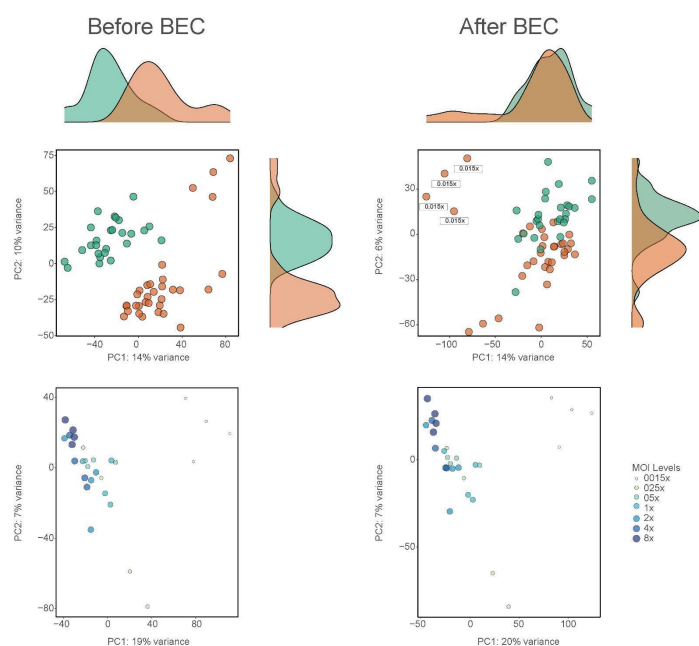 Before BEC
After BEC
75
50
25
0
−25
−50
PC2: 10% variance
−40
0
40
80
PC1: 14% variance
0.015x
0.015x
0.015x
0.015x
30
0
−30
−60
PC2: 6% variance
−100
−50
0
50
PC1: 14% variance
40
0
−40
−80
PC2: 7% variance
−40
0
40
80
PC1: 19% variance
0
−50
PC2: 7% variance
−50
0
50
100
PC1: 20% variance
MOI Levels
0015x
025x
05x
1x
2x
4x
8x